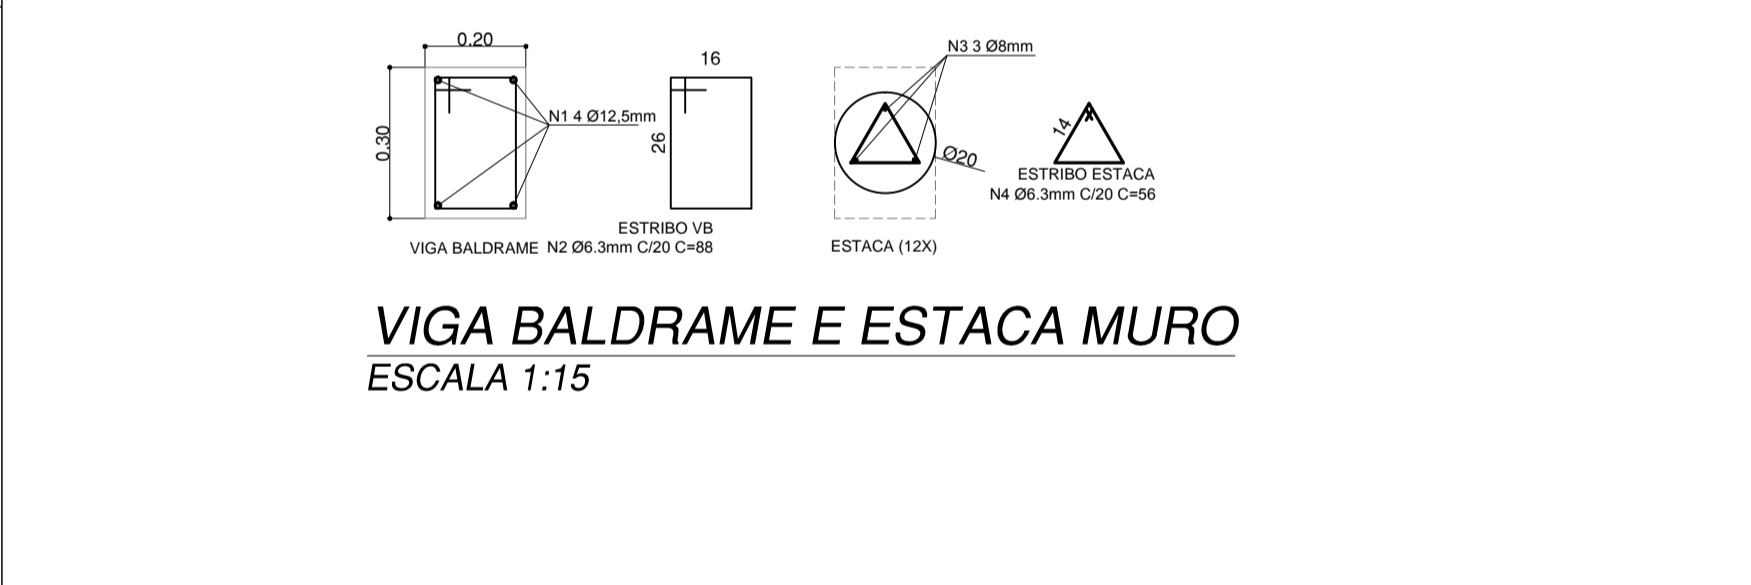 0.20
0.30
N1 4 Ø12,5mm
VIGA BALDRAME
16
26
ESTRIBO VB
N2 Ø6.3mm C/20 C=88
N3 3 Ø8mm
Ø20
ESTACA (12X)
14
ESTRIBO ESTACA
N4 Ø6.3mm C/20 C=56
VIGA BALDRAME E ESTACA MURO
ESCALA 1:15